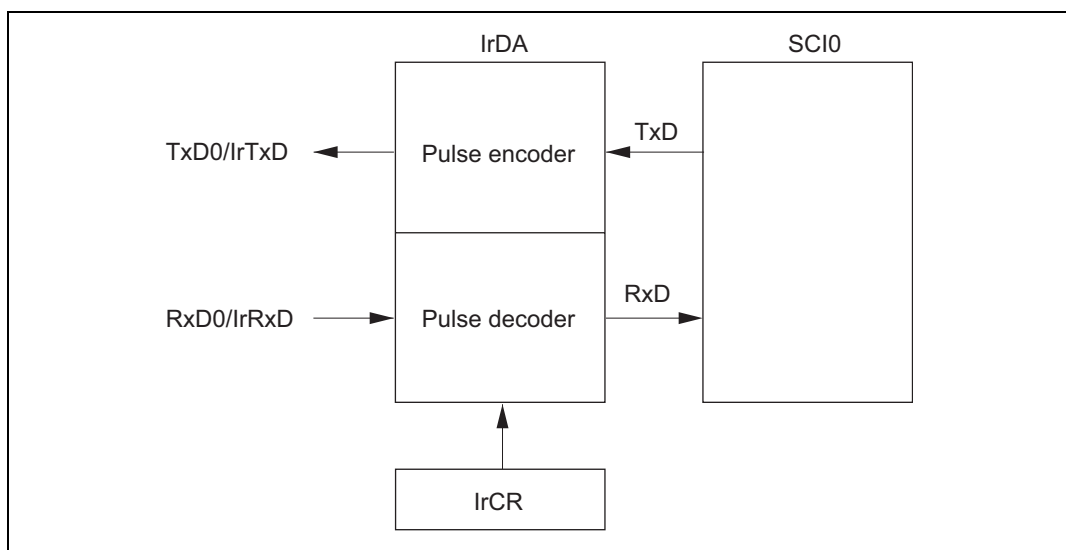 IrDA
SCI0
TxD0/IrTxD
Pulse encoder
TxD
RxD0/IrRxD
Pulse decoder
RxD
IrCR